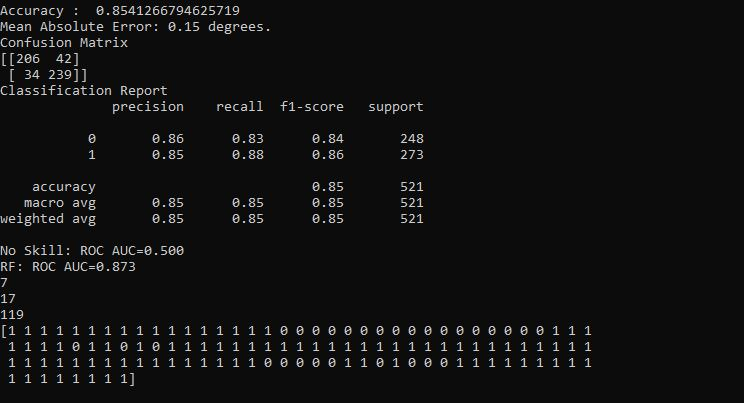 Accuracy :  0.8541266794625719
Mean Absolute Error: 0.15 degrees.
Confusion Matrix
[[206  42]
 [ 34 239]]
Classification Report
              precision    recall  f1-score   support

           0       0.86      0.83      0.84       248
           1       0.85      0.88      0.86       273

    accuracy                           0.85       521
   macro avg       0.85      0.85      0.85       521
weighted avg       0.85      0.85      0.85       521

No Skill: ROC AUC=0.500
RF: ROC AUC=0.873
7
17
119
[1 1 1 1 1 1 1 1 1 1 1 1 1 1 1 1 1 0 0 0 0 0 0 0 0 0 0 0 0 0 0 0 0 0 1 1 1
 1 1 1 1 0 1 1 0 1 0 1 1 1 1 1 1 1 1 1 1 1 1 1 1 1 1 1 1 1 1 1 1 1 1 1 1 1
 1 1 1 1 1 1 1 1 1 1 1 1 1 1 1 1 0 0 0 0 0 1 1 0 1 0 0 0 1 1 1 1 1 1 1 1 1
 1 1 1 1 1 1 1 1]